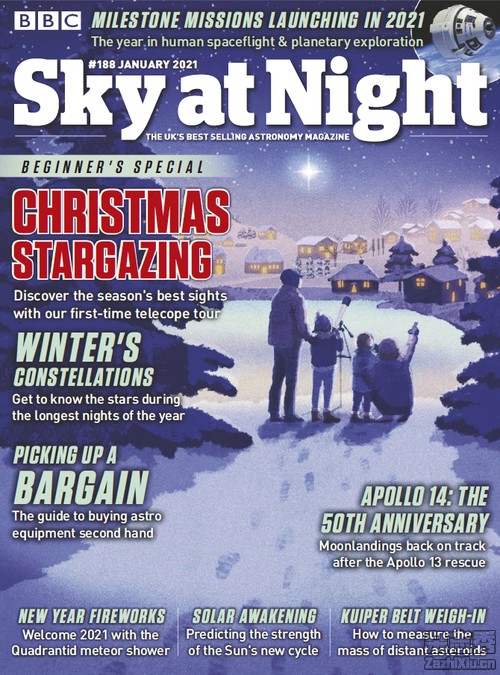 BBC
MILESTONE MISSIONS LAUNCHING IN 2021
The year in human spaceflight & planetary exploration
#188 JANUARY 2021
Sky at Night
THE UK'S BEST SELLING ASTRONOMY MAGAZINE
BEGINNER'S SPECIAL
CHRISTMAS
STARGAZING
Discover the season's best sights
with our first-time telecope tour
WINTER'S
CONSTELLATIONS
Get to know the stars during
the longest nights of the year
PICKING UP A
BARGAIN
The guide to buying astro
equipment second hand
APOLLO 14: THE
50TH ANNIVERSARY
Moonlandings back on track
after the Apollo 13 rescue
NEW YEAR FIREWORKS
Welcome 2021 with the
Quadrantid meteor shower
SOLAR AWAKENING
Predicting the strength
of the Sun's new cycle
KUIPER BELT WEIGH-IN
How to measure the
mass of distant asteroids
ZaZhiXiu.cn